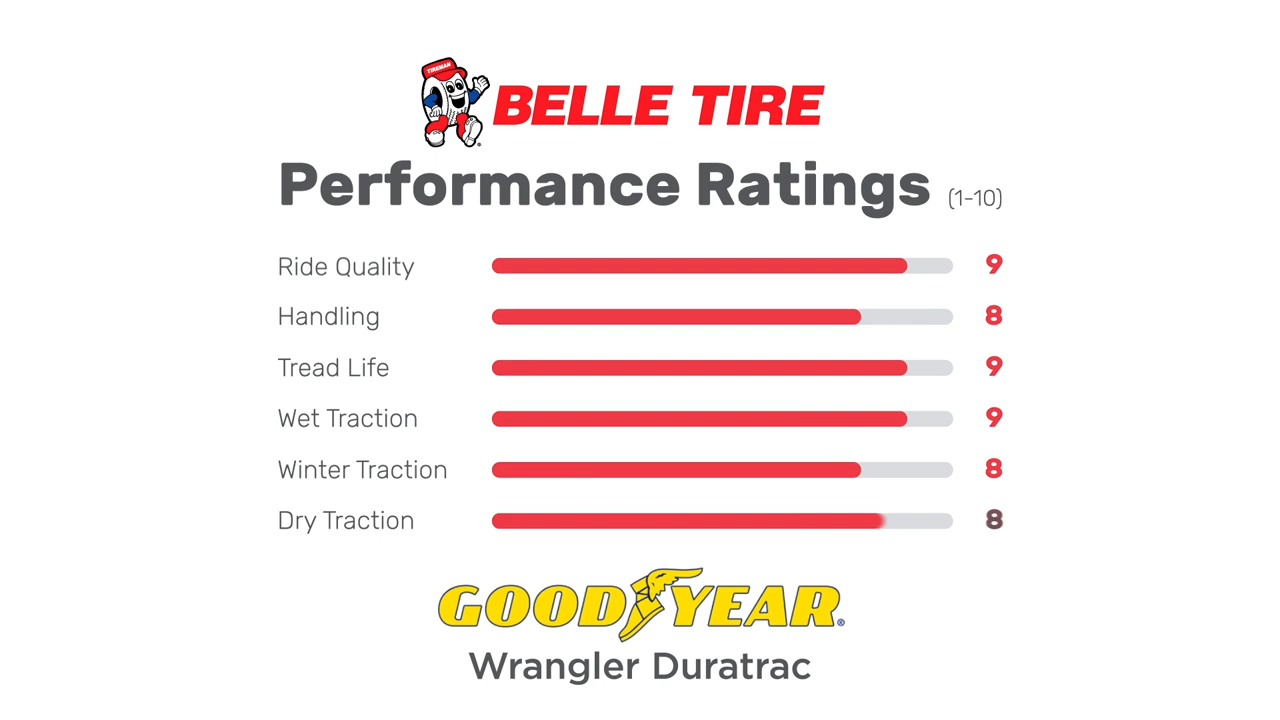 TIREMAN
BELLE TIRE
Performance Ratings (1-10)
Ride Quality 9
Handling 8
Tread Life 9
Wet Traction 9
Winter Traction 8
Dry Traction 8
GOODYEAR®
Wrangler Duratrac